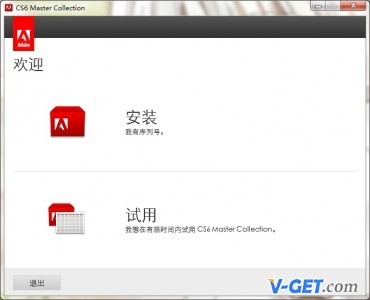 CS6 Master Collection
Adobe
欢迎
安装
我有序列号。
试用
我想在有限时间内试用 CS6 Master Collection。
退出
V-GET.com